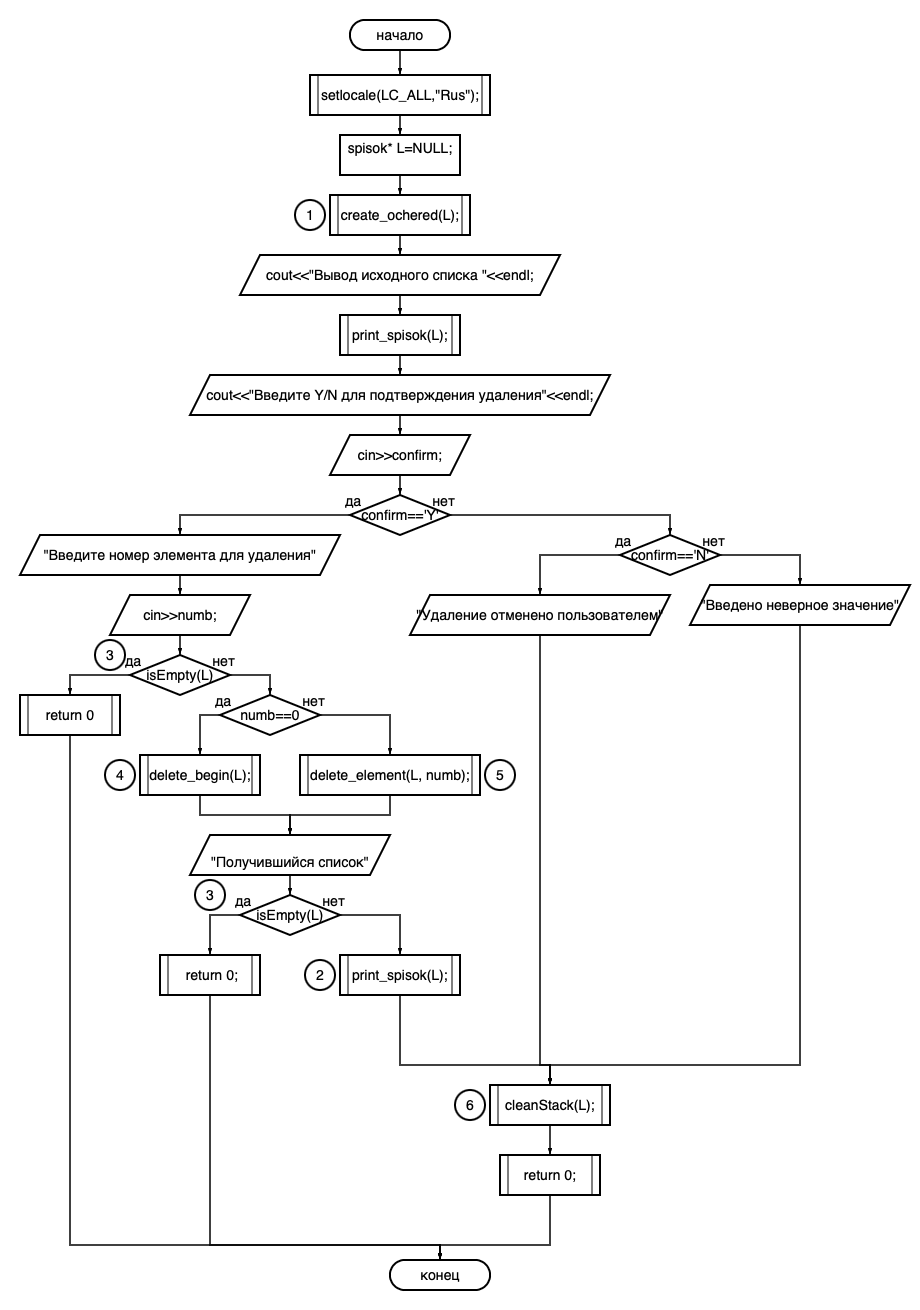 начало
setlocale(LC_ALL,"Rus");
spisok* L=NULL;
1
create_ochered(L);
cout<<"Вывод исходного списка "<<endl;
print_spisok(L);
cout<<"Введите Y/N для подтверждения удаления"<<endl;
cin>>confirm;
да
нет
confirm=='Y'
"Введите номер элемента для удаления"
да
нет
confirm=='N'
cin>>numb;
"Удаление отменено пользователем"
"Введено неверное значение"
3
да
нет
isEmpty(L)
return 0
да
нет
numb==0
4
delete_begin(L);
delete_element(L, numb);
5
"Получившийся список"
3
да
нет
isEmpty(L)
return 0;
2
print_spisok(L);
6
cleanStack(L);
return 0;
конец